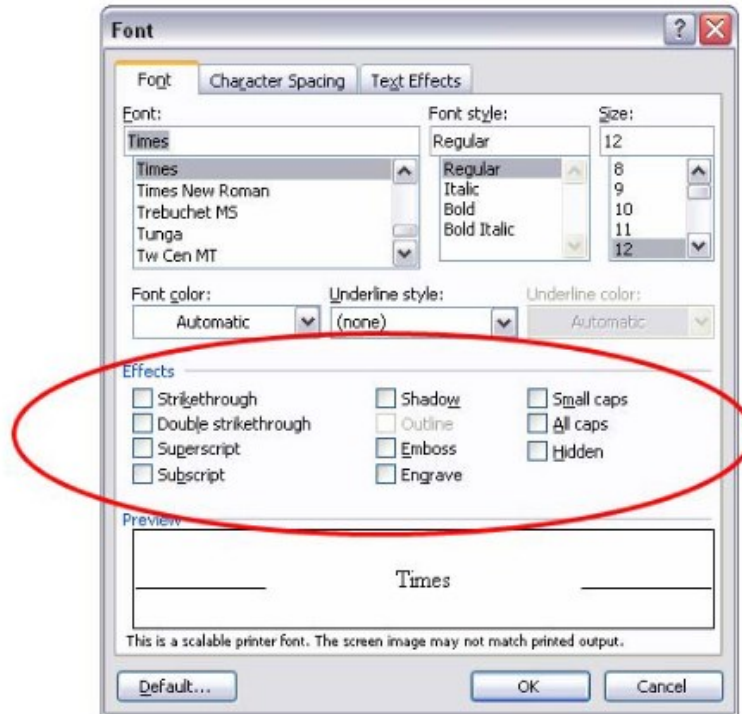 Font
?
Font Character Spacing Text Effects
Font: Font style: Size:
Times Regular 12
Times Regular 8
Times New Roman Italic 9
Trebuchet MS Bold 10
Tunga Bold Italic 11
Tw Cen MT 12
Font color: Underline style: Underline color:
Automatic (none) Automatic
Effects
Strikethrough Shadow Small caps
Double strikethrough Outline All caps
Superscript Emboss Hidden
Subscript Engrave
Preview
Times
This is a scalable printer font. The screen image may not match printed output.
Default... OK Cancel